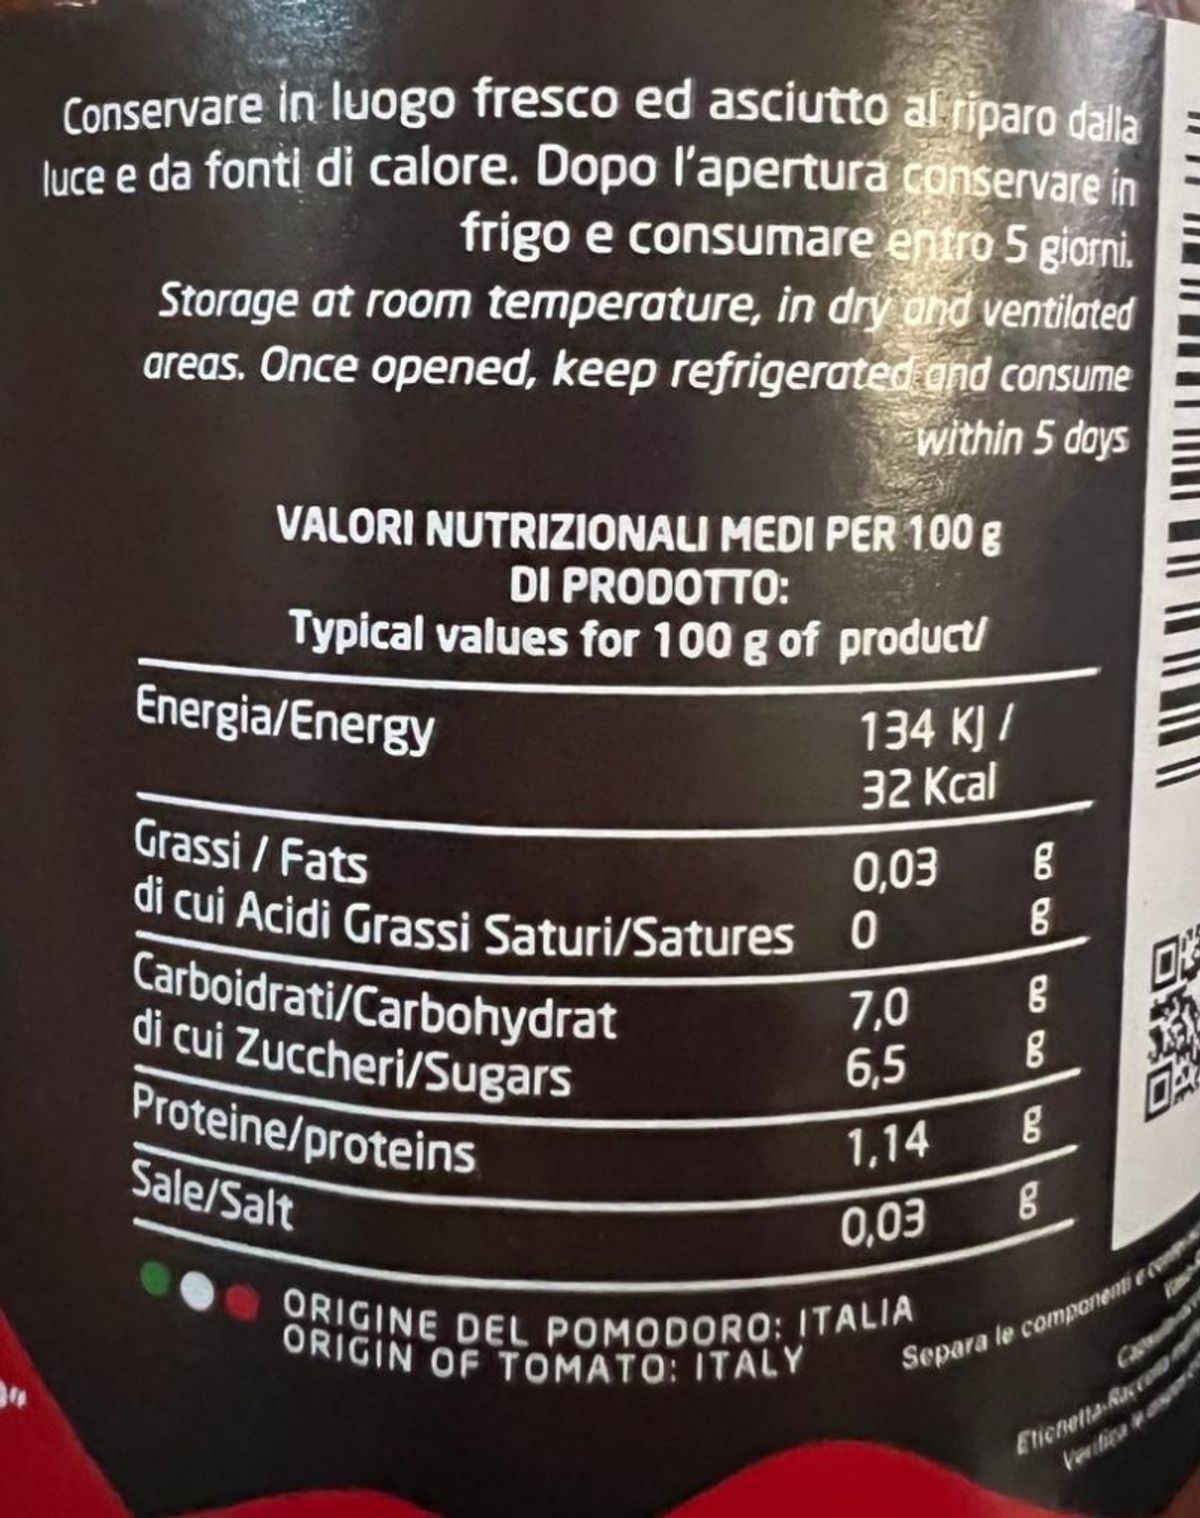 Conservare in luogo fresco ed asciutto al riparo dalla
luce e da fonti di calore. Dopo l'apertura conservare in
frigo e consumare entro 5 giorni.
Storage at room temperature, in dry and ventilated
areas. Once opened, keep refrigerated and consume
within 5 days
VALORI NUTRIZIONALI MEDI PER 100 g
DI PRODOTTO:
Typical values for 100 g of product/
Energia/Energy 134 KJ /
32 Kcal
Grassi / Fats 0,03 g
di cui Acidi Grassi Saturi/Satures 0 g
Carboidrati/Carbohydrat 7,0 g
di cui Zuccheri/Sugars 6,5 g
Proteine/proteins 1,14 g
Sale/Salt 0,03 g
ORIGINE DEL POMODORO: ITALIA
ORIGIN OF TOMATO: ITALY
Separa le componenti e
Etichetta-Raccolta
Verifica le